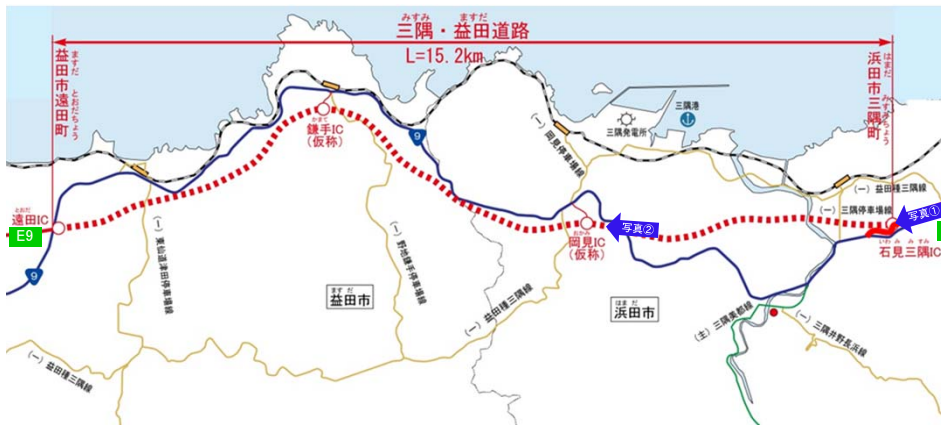 みすみ ますだ
三隅・益田道路
L=15.2km
益田市遠田町
ますだ とおだちょう
浜田市三隅町
はまだ みすみちょう
三隅港
三隅発電所
かまて
鎌手IC
(仮称)
9
(一)岡見停車場線
(一)益田種三隅線
(一)三隅停車場線
写真①
とおだ
遠田IC
E9
9
(一)東仙道津田停車場線
(一)野地鎌手停車場線
写真②
おかみ
岡見IC
(仮称)
いわみ みすみ
石見三隅IC
ますだ
益田市
(一)益田種三隅線
はまだ
浜田市
(主)三隅美都線
(一)三隅井野長浜線
(一)益田種三隅線